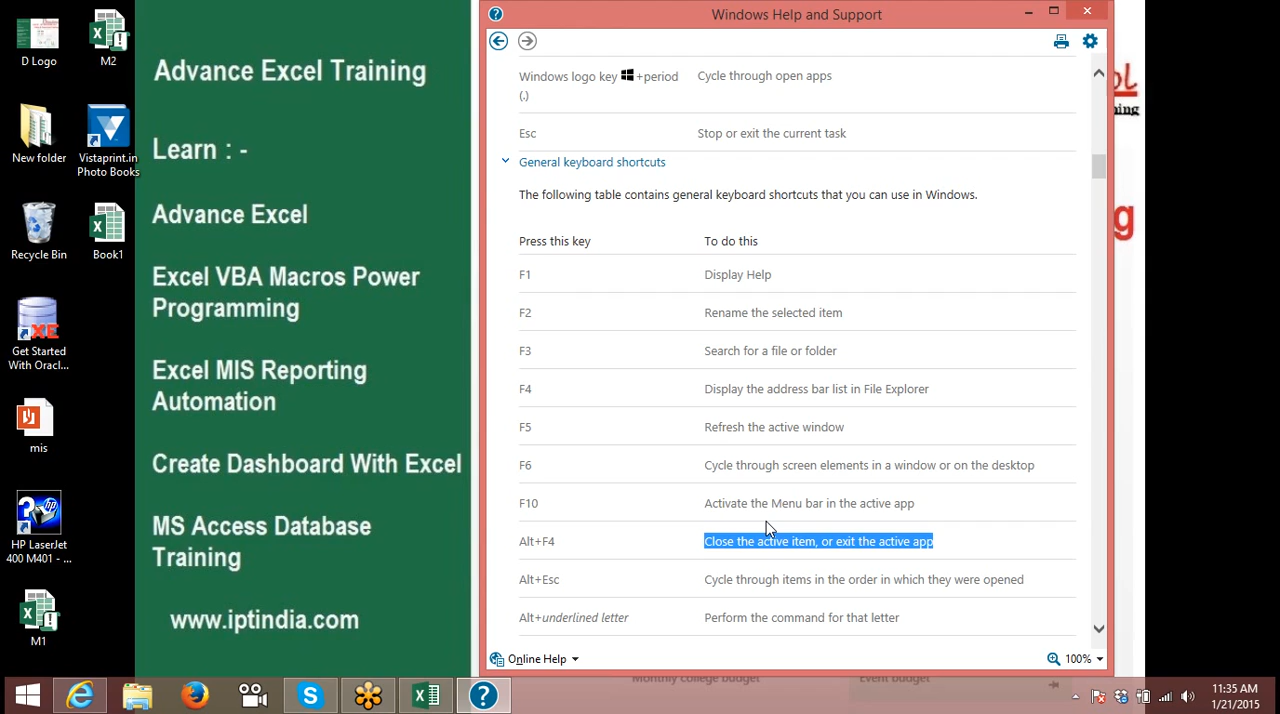 D Logo
M2
New folder
Vistaprint.in
Photo Books
Recycle Bin
Book1
XE
Get Started
With Oracl...
mis
HP LaserJet
400 M401 - ...
M1
Advance Excel Training
Learn : -
Advance Excel
Excel VBA Macros Power
Programming
Excel MIS Reporting
Automation
Create Dashboard With Excel
MS Access Database
Training
www.iptindia.com
Windows Help and Support
Windows logo key +period
(.)
Cycle through open apps
Esc
Stop or exit the current task
General keyboard shortcuts
The following table contains general keyboard shortcuts that you can use in Windows.
Press this key
To do this
F1
Display Help
F2
Rename the selected item
F3
Search for a file or folder
F4
Display the address bar list in File Explorer
F5
Refresh the active window
F6
Cycle through screen elements in a window or on the desktop
F10
Activate the Menu bar in the active app
Alt+F4
Close the active item, or exit the active app
Alt+Esc
Cycle through items in the order in which they were opened
Alt+underlined letter
Perform the command for that letter
Online Help
100%
Monthly college budget
Event budget
11:35 AM
1/21/2015